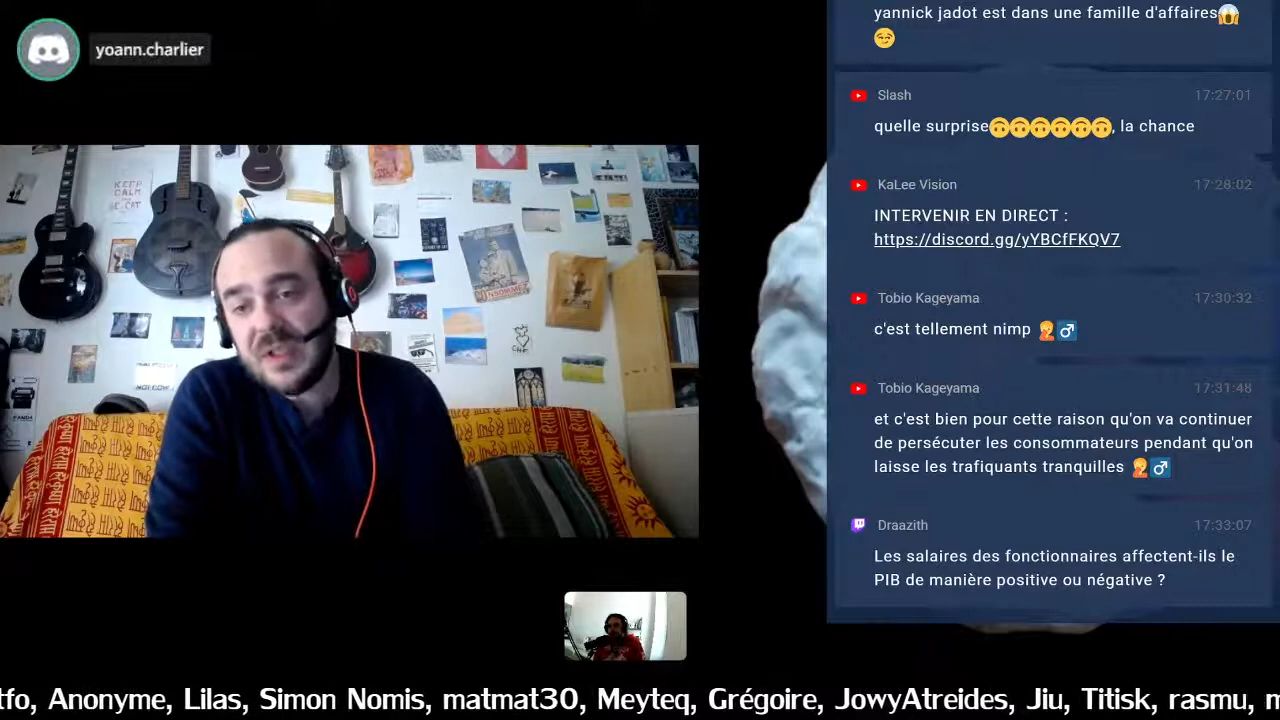 yoann.charlier
KEEP
CALM
CAT
INSOMMET
yannick jadot est dans une famille d'affaires😱
😏
Slash 17:27:01
quelle surprise🙃🙃🙃🙃🙃🙃, la chance
KaLee Vision 17:28:02
INTERVENIR EN DIRECT :
https://discord.gg/yYBCfFKQV7
Tobio Kageyama 17:30:32
c'est tellement nimp 🤦♂️
Tobio Kageyama 17:31:48
et c'est bien pour cette raison qu'on va continuer
de persécuter les consommateurs pendant qu'on
laisse les trafiquants tranquilles 🤦♂️
Draazith 17:33:07
Les salaires des fonctionnaires affectent-ils le
PIB de manière positive ou négative ?
tfo, Anonyme, Lilas, Simon Nomis, matmat30, Meyteq, Grégoire, JowyAtreides, Jiu, Titisk, rasmu, m